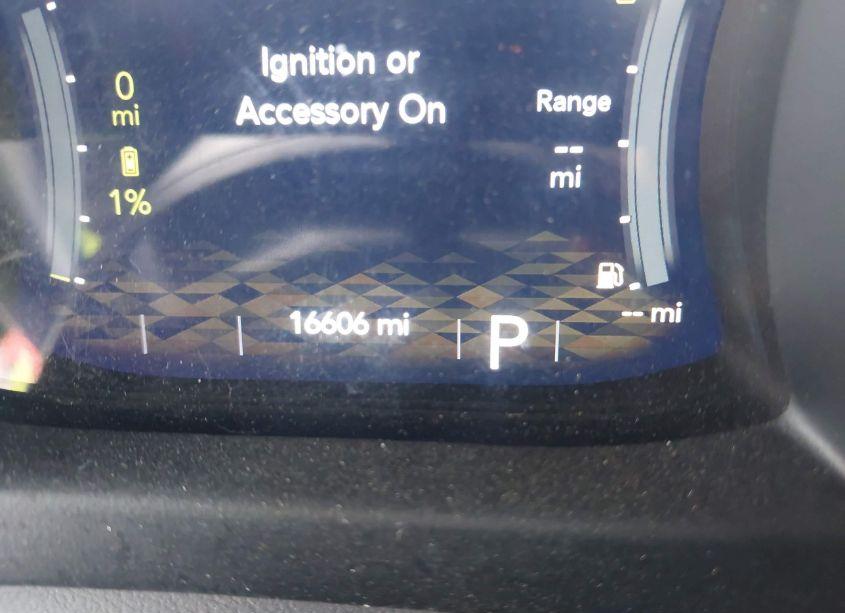 Ignition or
Accessory On
0
mi
1%
Range
--
mi
16606 mi
P
-- mi